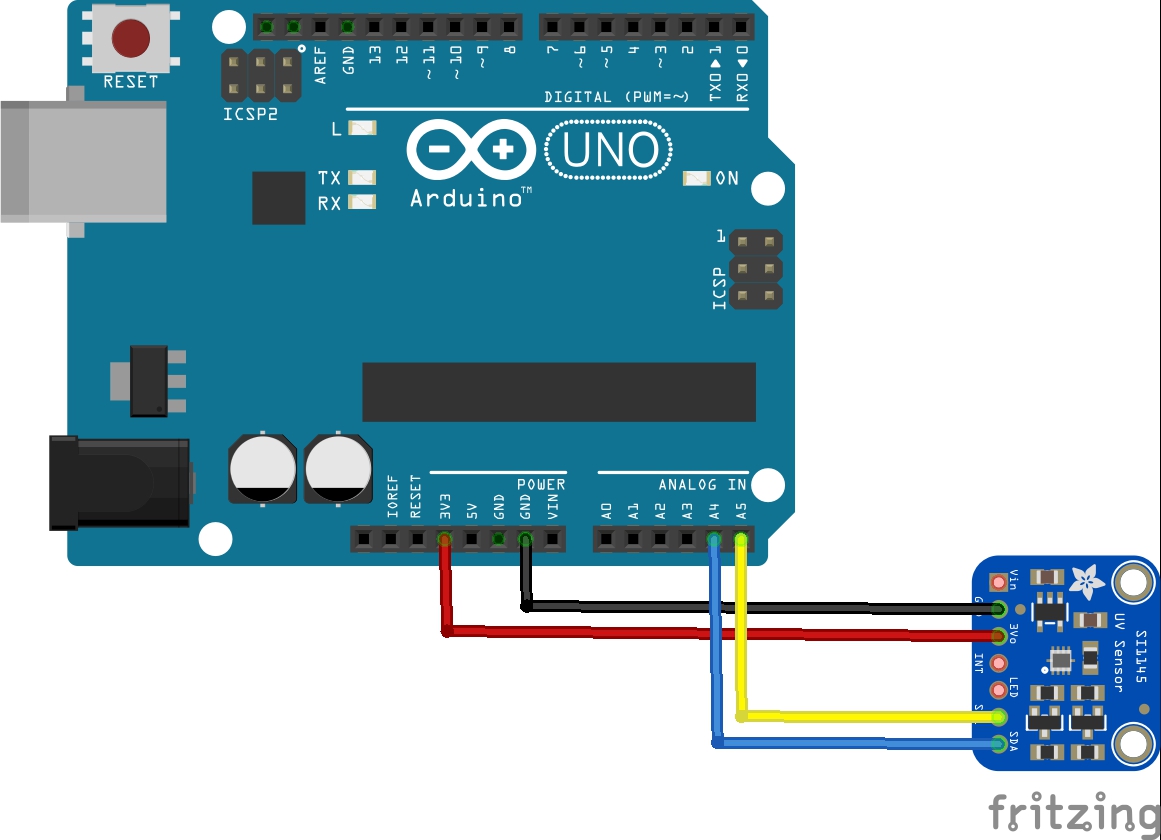 RESET
ICSP2
AREF
GND
13
12
~11
~10
~9
8
7
~6
~5
4
~3
2
TX0▶1
RX0◀0
DIGITAL (PWM=~)
L
TX
RX
UNO
Arduino™
ON
1
ICSP
IOREF
RESET
3V3
5V
GND
GND
VIN
POWER
A0
A1
A2
A3
A4
A5
ANALOG IN
Vin
3Vo
INT
LED
SDA
UV Sensor
SI1145
fritzing